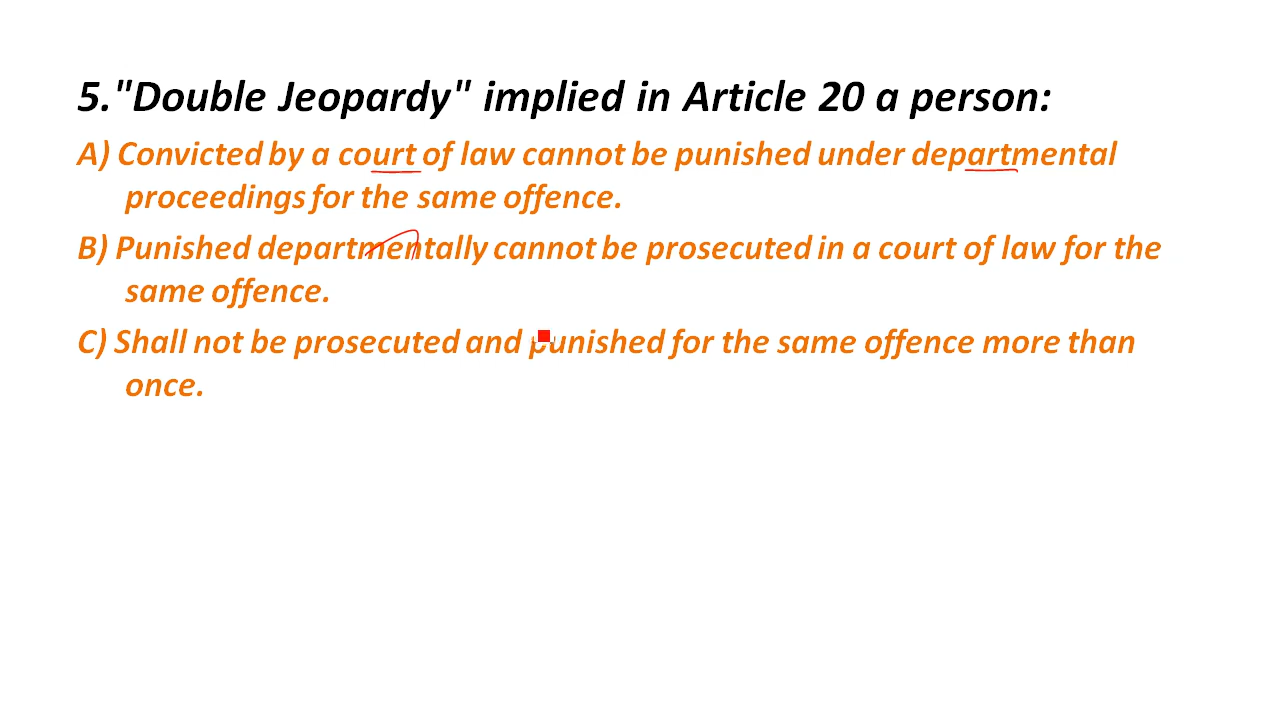 5."Double Jeopardy" implied in Article 20 a person:
A) Convicted by a court of law cannot be punished under departmental
proceedings for the same offence.
B) Punished departmentally cannot be prosecuted in a court of law for the
same offence.
C) Shall not be prosecuted and punished for the same offence more than
once.